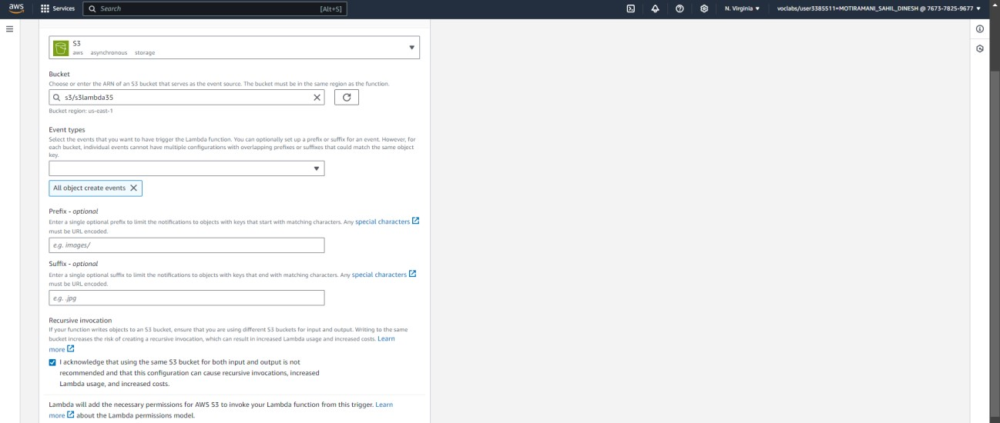 aws Services Search [Alt+S] N. Virginia voclabs/user3385511=MOTIRAMANI_SAHIL_DINESH @ 7673-7825-9677
S3
aws asynchronous storage
Bucket
Choose or enter the ARN of an S3 bucket that serves as the event source. The bucket must be in the same region as the function.
s3/s3lambda35
Bucket region: us-east-1
Event types
Select the events that you want to have trigger the Lambda function. You can optionally set up a prefix or suffix for an event. However, for
each bucket, individual events cannot have multiple configurations with overlapping prefixes or suffixes that could match the same object
key.
All object create events
Prefix - optional
Enter a single optional prefix to limit the notifications to objects with keys that start with matching characters. Any special characters
must be URL encoded.
e.g. images/
Suffix - optional
Enter a single optional suffix to limit the notifications to objects with keys that end with matching characters. Any special characters
must be URL encoded.
e.g. .jpg
Recursive invocation
If your function writes objects to an S3 bucket, ensure that you are using different S3 buckets for input and output. Writing to the same
bucket increases the risk of creating a recursive invocation, which can result in increased Lambda usage and increased costs. Learn
more
I acknowledge that using the same S3 bucket for both input and output is not
recommended and that this configuration can cause recursive invocations, increased
Lambda usage, and increased costs.
Lambda will add the necessary permissions for AWS S3 to invoke your Lambda function from this trigger. Learn
more about the Lambda permissions model.